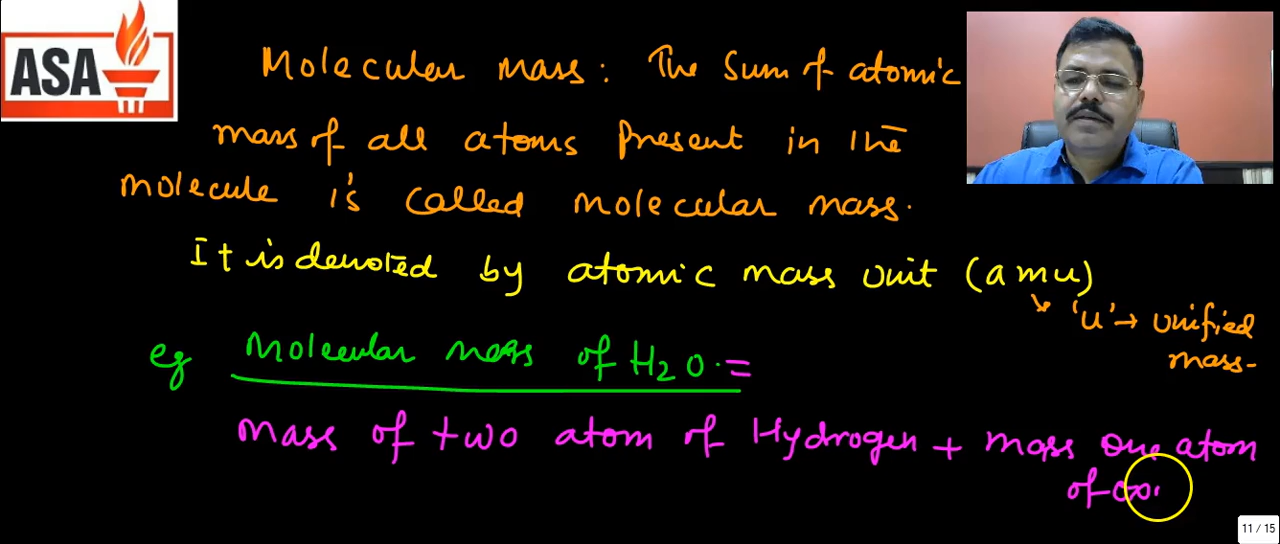 ASA
Molecular mass: The sum of atomic
mass of all atoms present in the
molecule is called molecular mass.
It is denoted by atomic mass unit (amu)
'u' → unified
mass-
eg Molecular mass of H2O. =
mass of two atom of Hydrogen + mass one atom
of oxi
11 / 15